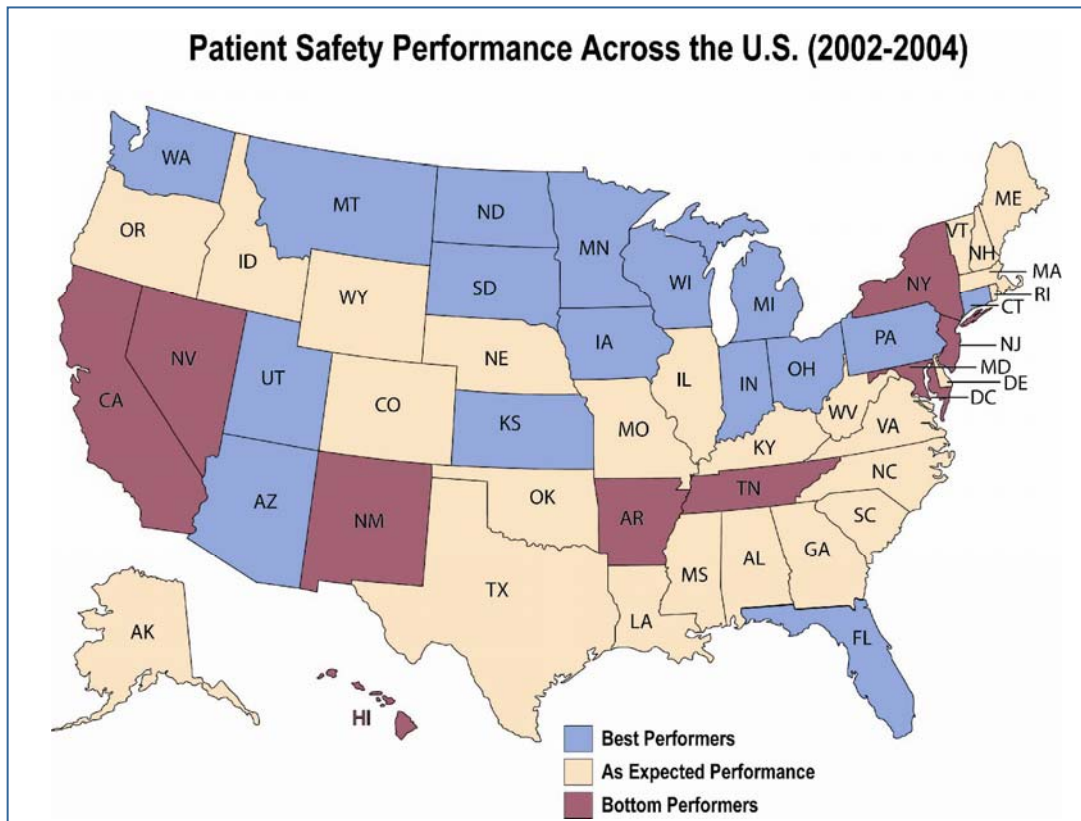 Patient Safety Performance Across the U.S. (2002-2004)
WA
MT
ND
MN
ME
OR
ID
VT
NH
MA
WY
SD
WI
MI
NY
RI
CT
NV
UT
NE
IA
PA
NJ
CA
CO
IL
IN
OH
MD
DE
DC
KS
MO
WV
VA
KY
AZ
NM
OK
AR
TN
NC
SC
TX
MS
AL
GA
LA
AK
FL
HI
Best Performers
As Expected Performance
Bottom Performers